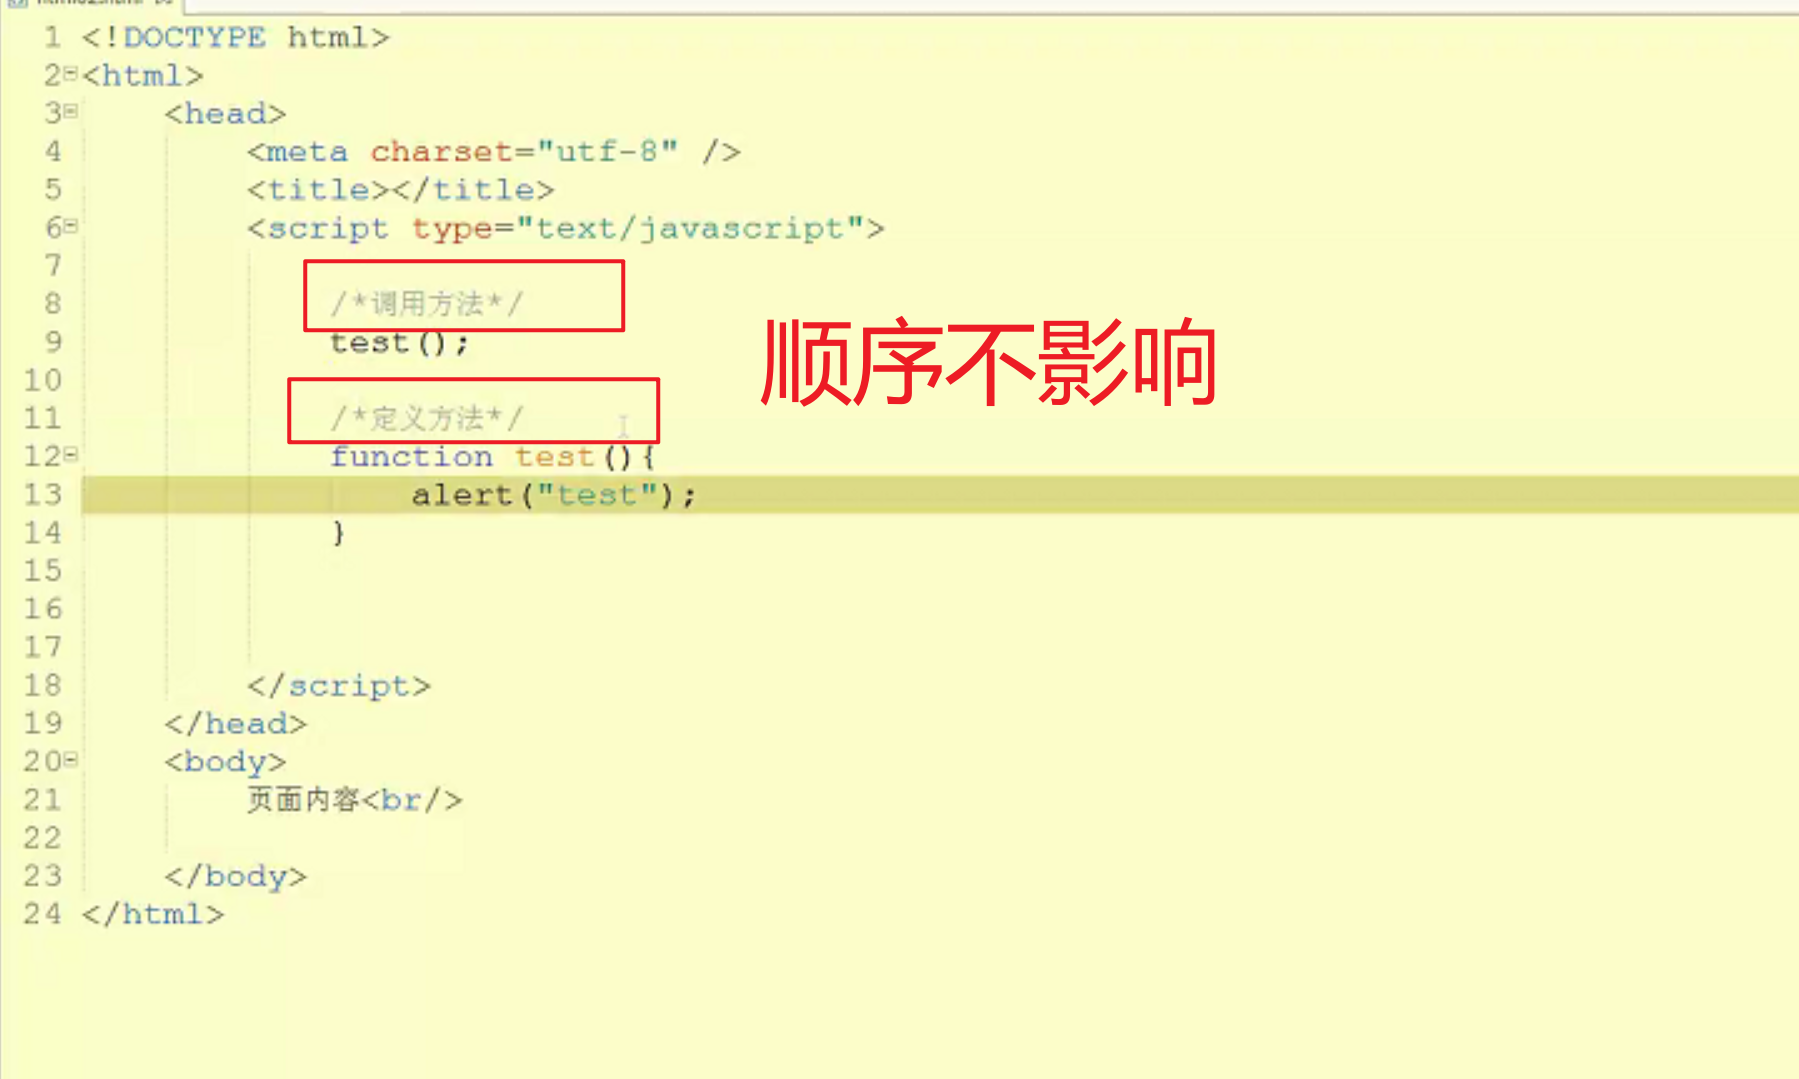 1 <!DOCTYPE html>
2 <html>
3 <head>
4 <meta charset="utf-8" />
5 <title></title>
6 <script type="text/javascript">
7
8 /*调用方法*/
9 test();
顺序不影响
10
11 /*定义方法*/
12 function test(){
13 alert("test");
14 }
15
16
17
18 </script>
19 </head>
20 <body>
21 页面内容<br/>
22
23 </body>
24 </html>